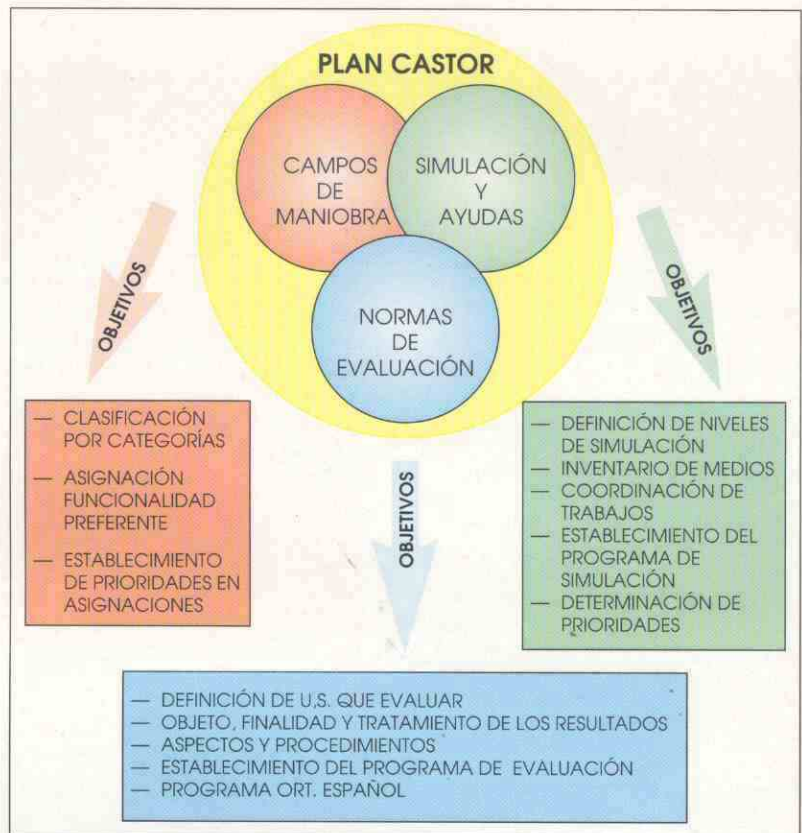 PLAN CASTOR
CAMPOS
DE
MANIOBRA
SIMULACIÓN
Y
AYUDAS
NORMAS
DE
EVALUACIÓN
OBJETIVOS
OBJETIVOS
OBJETIVOS
— CLASIFICACIÓN
POR CATEGORÍAS
— ASIGNACIÓN
FUNCIONALIDAD
PREFERENTE
— ESTABLECIMIENTO
DE PRIORIDADES EN
ASIGNACIONES
— DEFINICIÓN DE NIVELES
DE SIMULACIÓN
— INVENTARIO DE MEDIOS
— COORDINACIÓN DE
TRABAJOS
— ESTABLECIMIENTO DEL
PROGRAMA DE
SIMULACIÓN
— DETERMINACIÓN DE
PRIORIDADES
— DEFINICIÓN DE U.S. QUE EVALUAR
— OBJETO, FINALIDAD Y TRATAMIENTO DE LOS RESULTADOS
— ASPECTOS Y PROCEDIMIENTOS
— ESTABLECIMIENTO DEL PROGRAMA DE EVALUACIÓN
— PROGRAMA ORT. ESPAÑOL